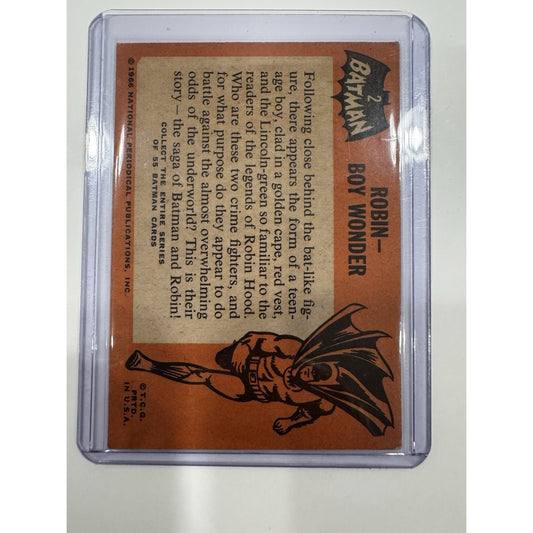 2
BATMAN
ROBIN—
BOY WONDER
Following close behind the bat-like fig-
ure, there appears the form of a teen-
age boy, clad in a golden cape, red vest,
and the Lincoln-green so familiar to the
readers of the legends of Robin Hood.
Who are these two crime fighters, and
for what purpose do they appear to do
battle against the almost overwhelming
odds of the underworld? This is their
story—the saga of Batman and Robin!
COLLECT THE ENTIRE SERIES
OF 55 BATMAN CARDS
© 1966 NATIONAL PERIODICAL PUBLICATIONS, INC.
© T.C.G.
PRTD.
IN U.S.A.